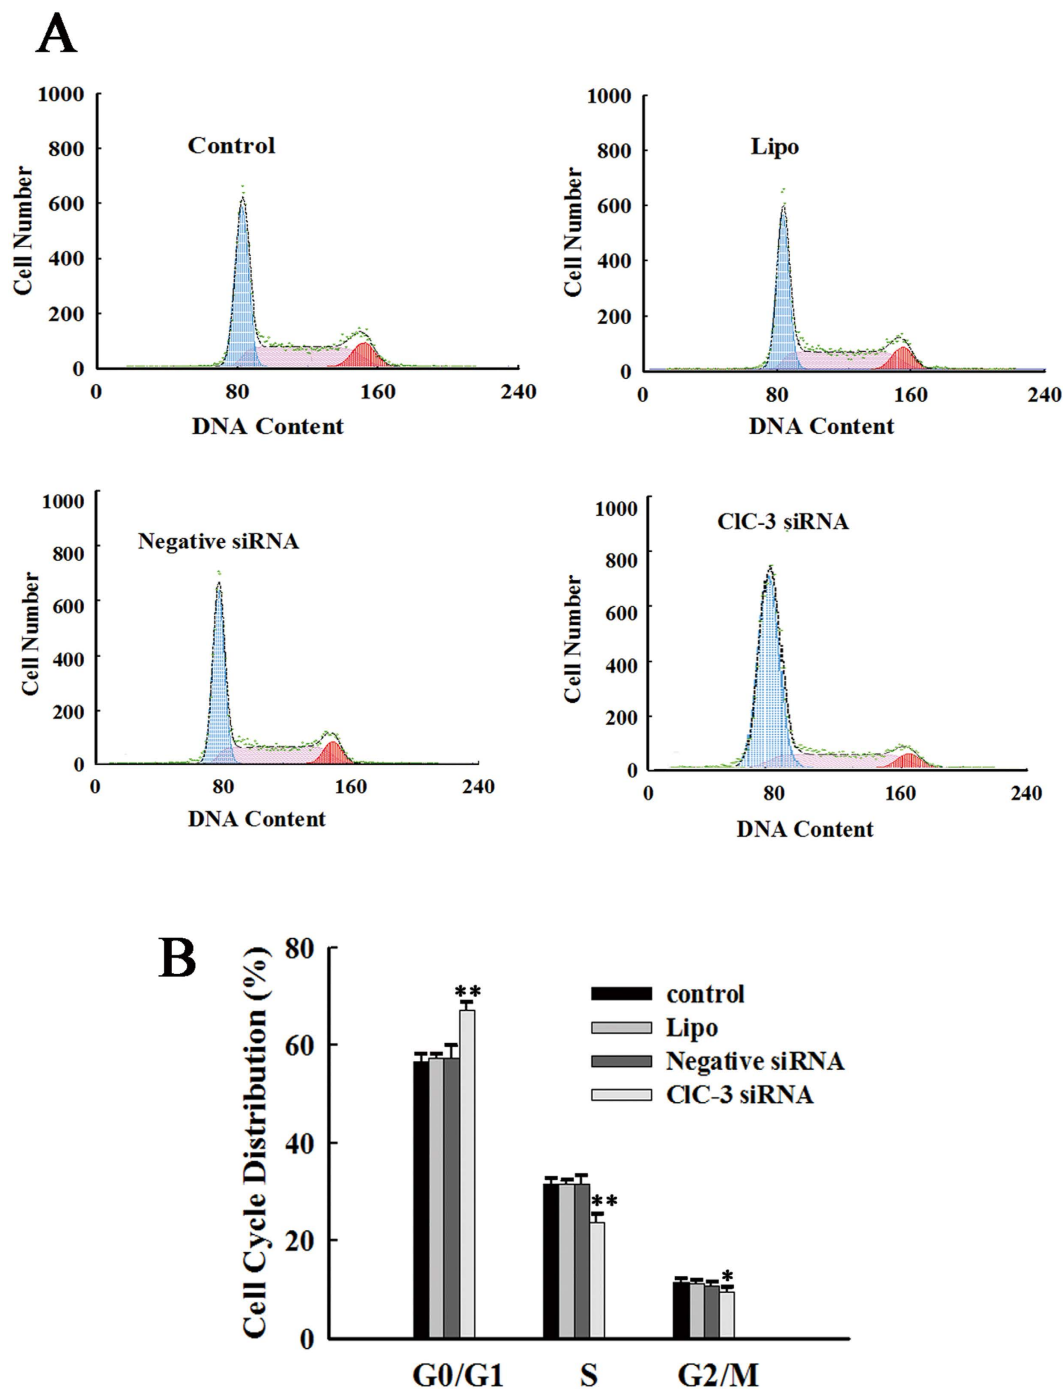 A
1000
800
600
400
200
0
Cell Number
Control
0
80
160
240
DNA Content
1000
800
600
400
200
0
Cell Number
Lipo
0
80
160
240
DNA Content
1000
800
600
400
200
0
Cell Number
Negative siRNA
0
80
160
240
DNA Content
1000
800
600
400
200
0
Cell Number
ClC-3 siRNA
0
80
160
240
DNA Content
B
Cell Cycle Distribution (%)
80
60
40
20
0
**
**
*
control
Lipo
Negative siRNA
ClC-3 siRNA
G0/G1
S
G2/M